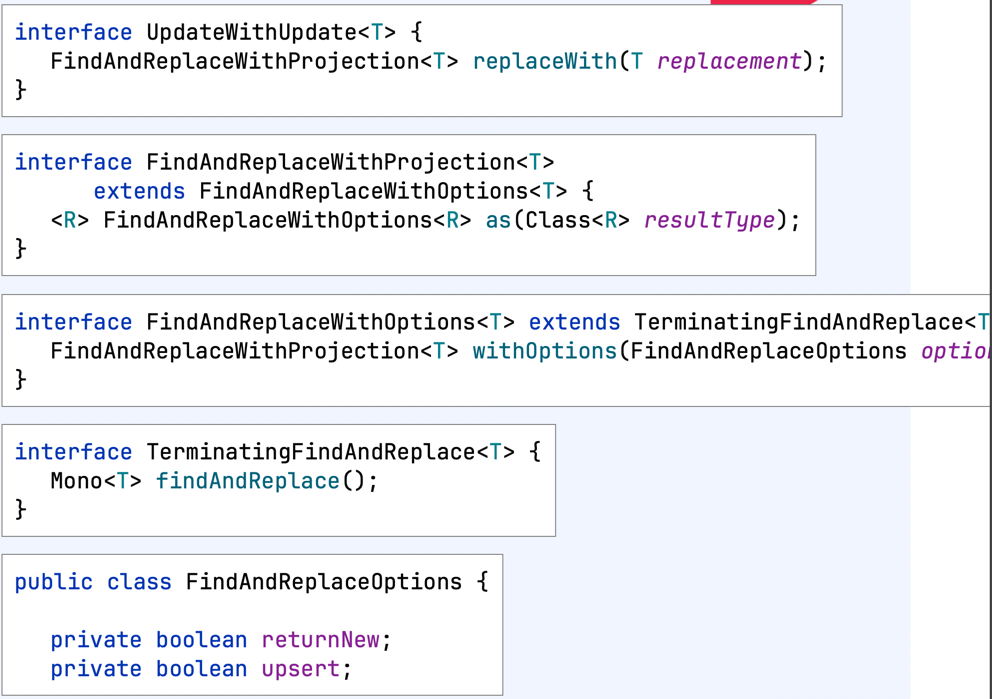 interface UpdateWithUpdate<T> {
FindAndReplaceWithProjection<T> replaceWith(T replacement);
}
interface FindAndReplaceWithProjection<T>
extends FindAndReplaceWithOptions<T> {
<R> FindAndReplaceWithOptions<R> as(Class<R> resultType);
}
interface FindAndReplaceWithOptions<T> extends TerminatingFindAndReplace<T
FindAndReplaceWithProjection<T> withOptions(FindAndReplaceOptions
}
interface TerminatingFindAndReplace<T> {
Mono<T> findAndReplace();
}
public class FindAndReplaceOptions {
private boolean returnNew;
private boolean upsert;